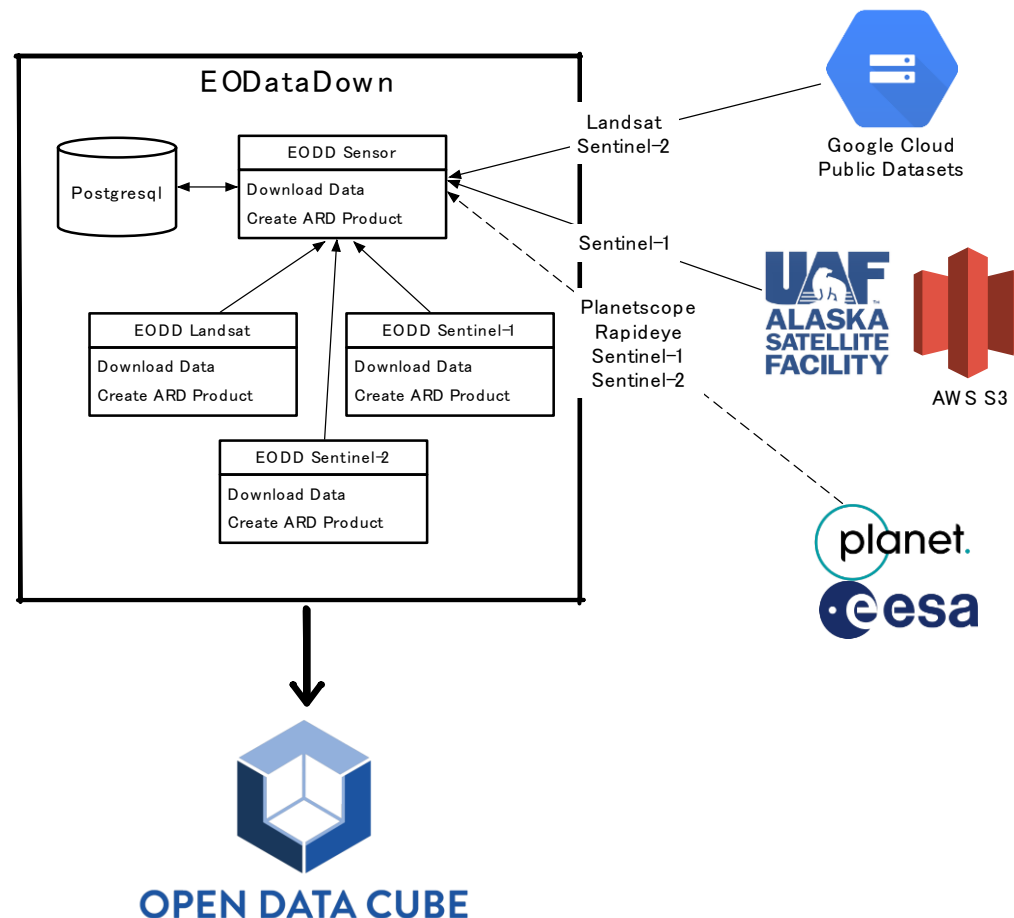 EODataDown
Postgresql
EODD Sensor
Download Data
Create ARD Product
EODD Landsat
Download Data
Create ARD Product
EODD Sentinel-1
Download Data
Create ARD Product
EODD Sentinel-2
Download Data
Create ARD Product
Landsat
Sentinel-2
Google Cloud
Public Datasets
Sentinel-1
UAF
ALASKA
SATELLITE
FACILITY
AWS S3
Planetscope
Rapideye
Sentinel-1
Sentinel-2
planet.
esa
OPEN DATA CUBE